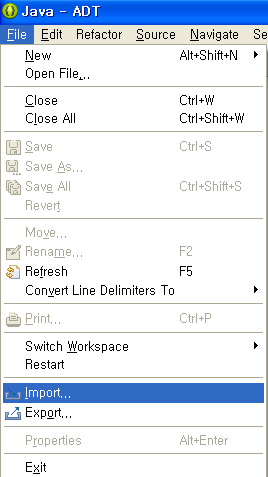 Java - ADT
File Edit Refactor Source Navigate Se
New Alt+Shift+N
Open File...
Close Ctrl+W
Close All Ctrl+Shift+W
Save Ctrl+S
Save As...
Save All Ctrl+Shift+S
Revert
Move...
Rename... F2
Refresh F5
Convert Line Delimiters To
Print... Ctrl+P
Switch Workspace
Restart
Import...
Export...
Properties Alt+Enter
Exit